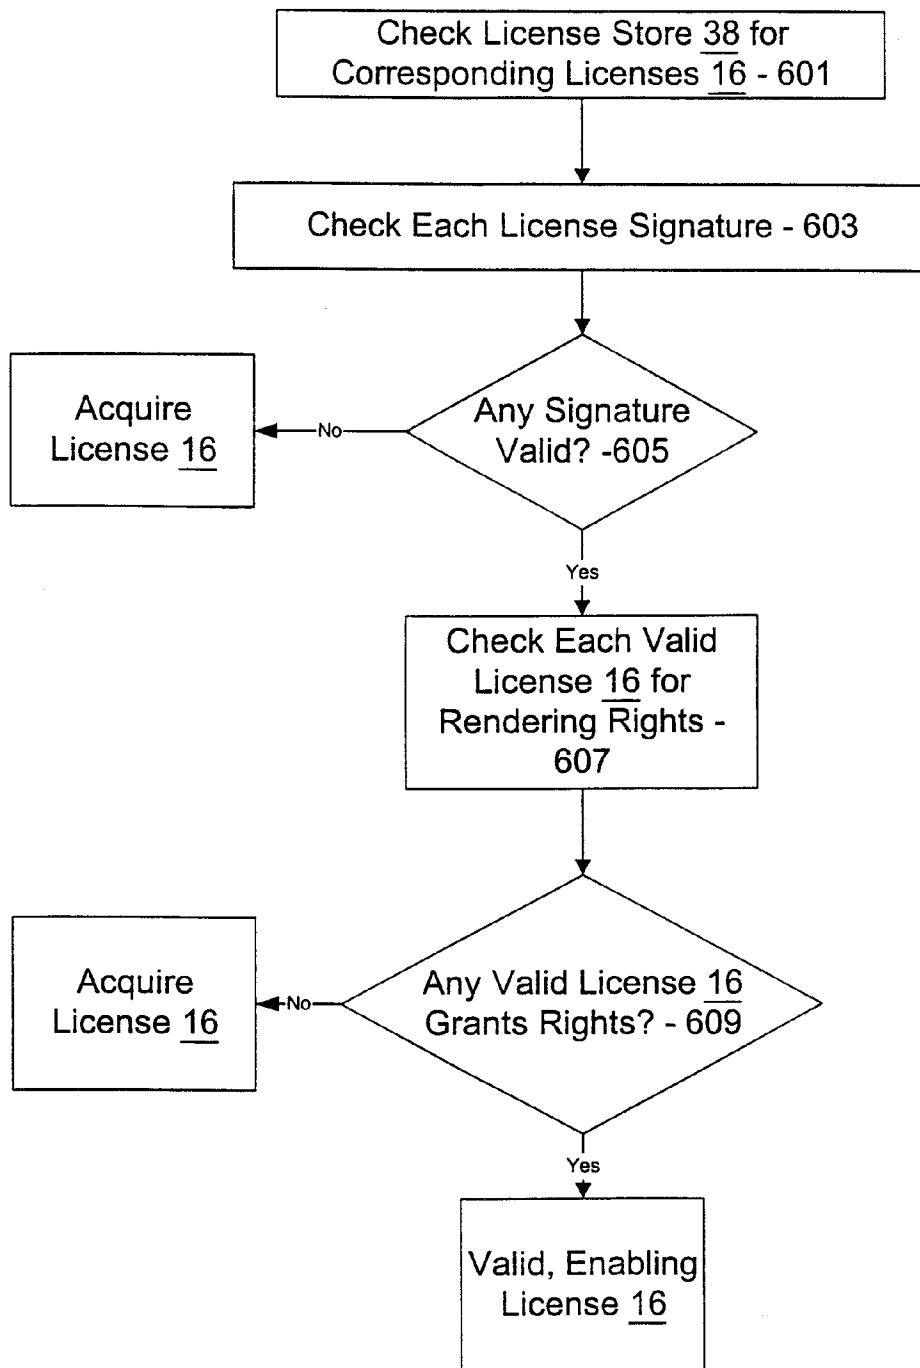 Check License Store 38 for
Corresponding Licenses 16 - 601
Check Each License Signature - 603
Any Signature
Valid? -605
No
Acquire
License 16
Yes
Check Each Valid
License 16 for
Rendering Rights -
607
Any Valid License 16
Grants Rights? - 609
No
Acquire
License 16
Yes
Valid, Enabling
License 16